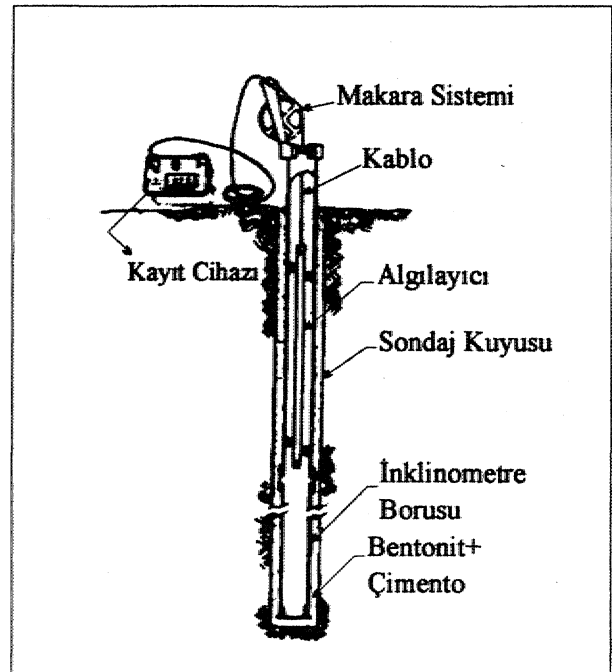 Makara Sistemi
Kablo
Kayıt Cihazı
Algılayıcı
Sondaj Kuyusu
İnklinometre
Borusu
Bentonit+
Çimento